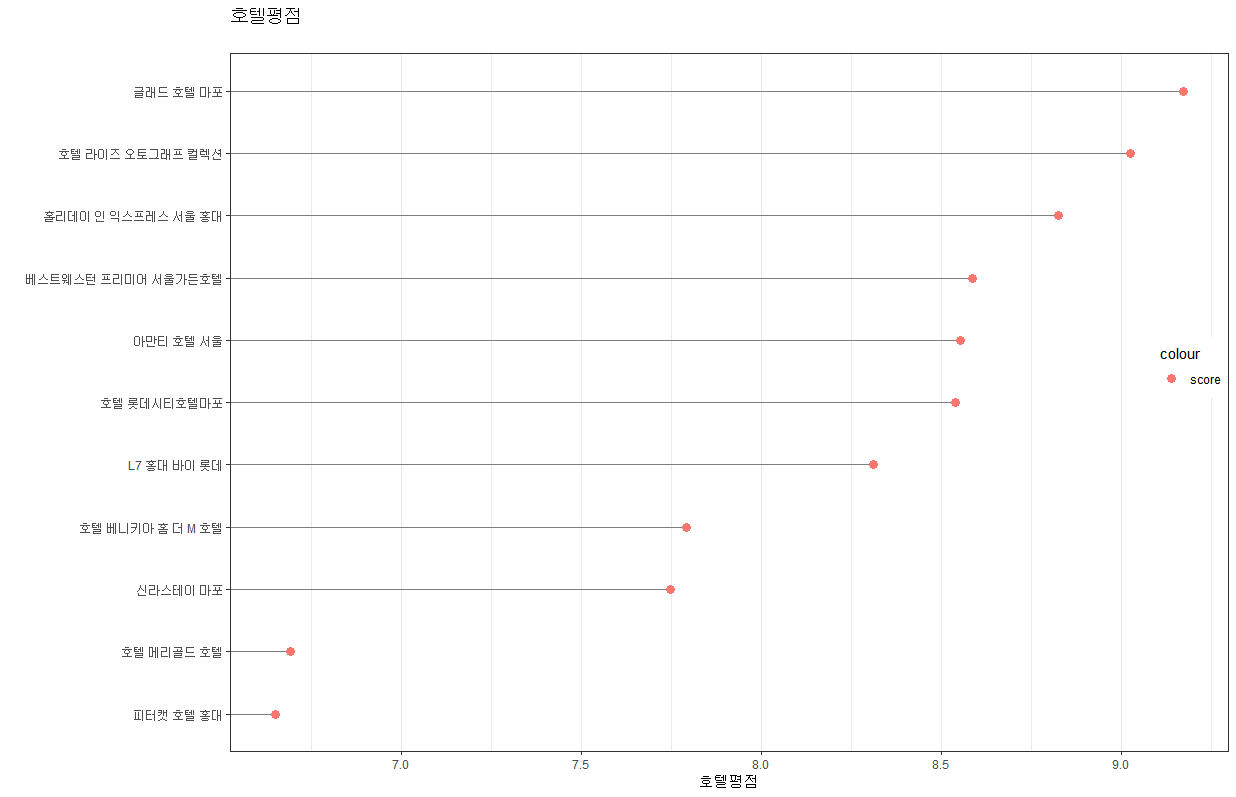 호텔평점
글래드 호텔 마포
호텔 라이즈 오토그래프 컬렉션
홀리데이 인 익스프레스 서울 홍대
베스트웨스턴 프리미어 서울가든호텔
아만티 호텔 서울
호텔 롯데시티호텔마포
L7 홍대 바이 롯데
호텔 베니키아 홈 더 M 호텔
신라스테이 마포
호텔 메리골드 호텔
피터캣 호텔 홍대
colour
score
7.0 7.5 8.0 8.5 9.0
호텔평점